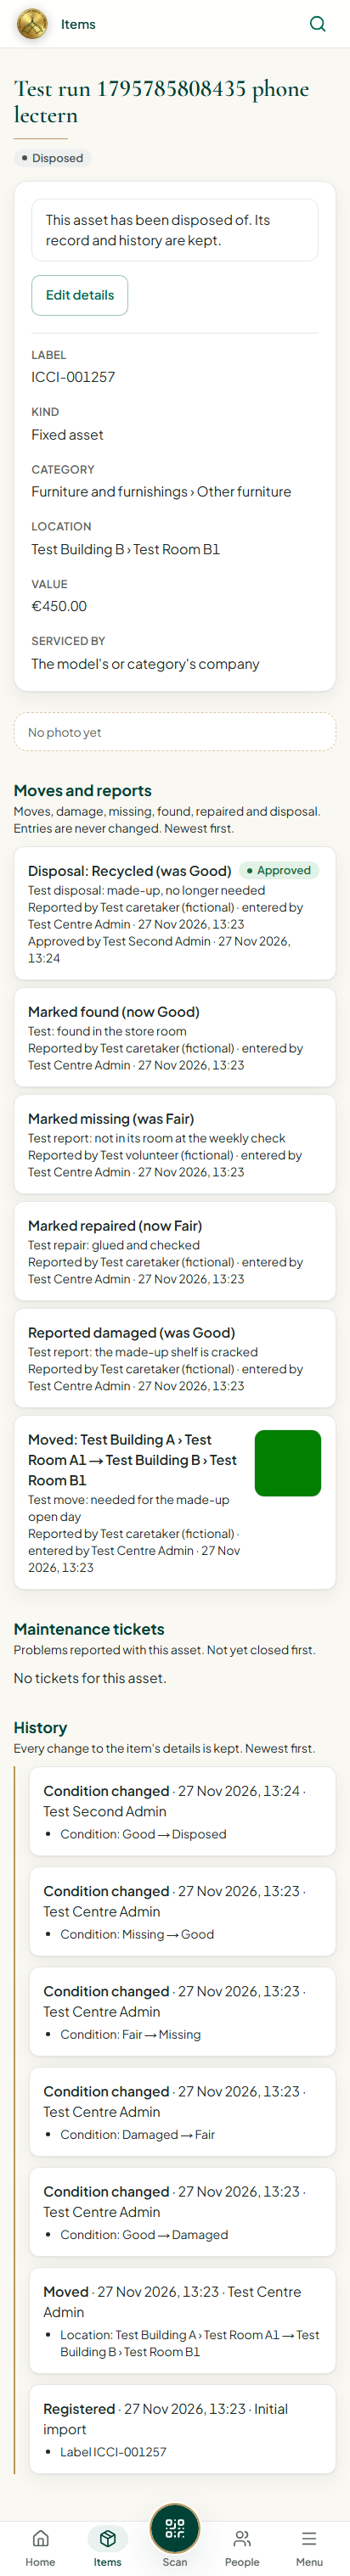 Items
Test run 1795785808435 phone
lectern
Disposed
This asset has been disposed of. Its
record and history are kept.
Edit details
LABEL
ICCI-001257
KIND
Fixed asset
CATEGORY
Furniture and furnishings › Other furniture
LOCATION
Test Building B › Test Room B1
VALUE
€450.00
SERVICED BY
The model's or category's company
No photo yet
Moves and reports
Moves, damage, missing, found, repaired and disposal.
Entries are never changed. Newest first.
Disposal: Recycled (was Good) Approved
Test disposal: made-up, no longer needed
Reported by Test caretaker (fictional) · entered by
Test Centre Admin · 27 Nov 2026, 13:23
Approved by Test Second Admin · 27 Nov 2026,
13:24
Marked found (now Good)
Test: found in the store room
Reported by Test caretaker (fictional) · entered by
Test Centre Admin · 27 Nov 2026, 13:23
Marked missing (was Fair)
Test report: not in its room at the weekly check
Reported by Test volunteer (fictional) · entered by
Test Centre Admin · 27 Nov 2026, 13:23
Marked repaired (now Fair)
Test repair: glued and checked
Reported by Test caretaker (fictional) · entered by
Test Centre Admin · 27 Nov 2026, 13:23
Reported damaged (was Good)
Test report: the made-up shelf is cracked
Reported by Test caretaker (fictional) · entered by
Test Centre Admin · 27 Nov 2026, 13:23
Moved: Test Building A › Test
Room A1 → Test Building B › Test
Room B1
Test move: needed for the made-up
open day
Reported by Test caretaker (fictional) ·
entered by Test Centre Admin · 27 Nov
2026, 13:23
Maintenance tickets
Problems reported with this asset. Not yet closed first.
No tickets for this asset.
History
Every change to the item's details is kept. Newest first.
Condition changed · 27 Nov 2026, 13:24 ·
Test Second Admin
• Condition: Good → Disposed
Condition changed · 27 Nov 2026, 13:23 ·
Test Centre Admin
• Condition: Missing → Good
Condition changed · 27 Nov 2026, 13:23 ·
Test Centre Admin
• Condition: Fair → Missing
Condition changed · 27 Nov 2026, 13:23 ·
Test Centre Admin
• Condition: Damaged → Fair
Condition changed · 27 Nov 2026, 13:23 ·
Test Centre Admin
• Condition: Good → Damaged
Moved · 27 Nov 2026, 13:23 · Test Centre
Admin
• Location: Test Building A › Test Room A1 → Test
Building B › Test Room B1
Registered · 27 Nov 2026, 13:23 · Initial
import
• Label ICCI-001257
Home Items Scan People Menu